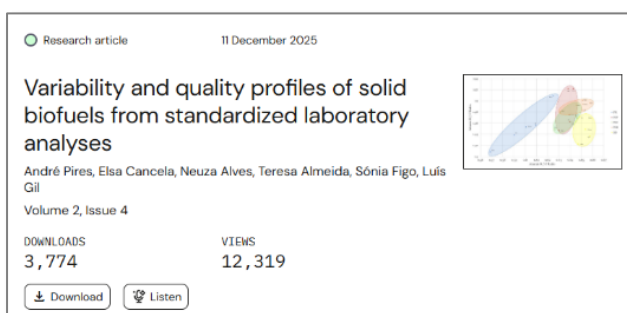 Research article 11 December 2025
Variability and quality profiles of solid
biofuels from standardized laboratory
analyses
André Pires, Elsa Cancela, Neuza Alves, Teresa Almeida, Sónia Figo, Luís
Gil
Volume 2, Issue 4
DOWNLOADS VIEWS
3,774 12,319
Download Listen